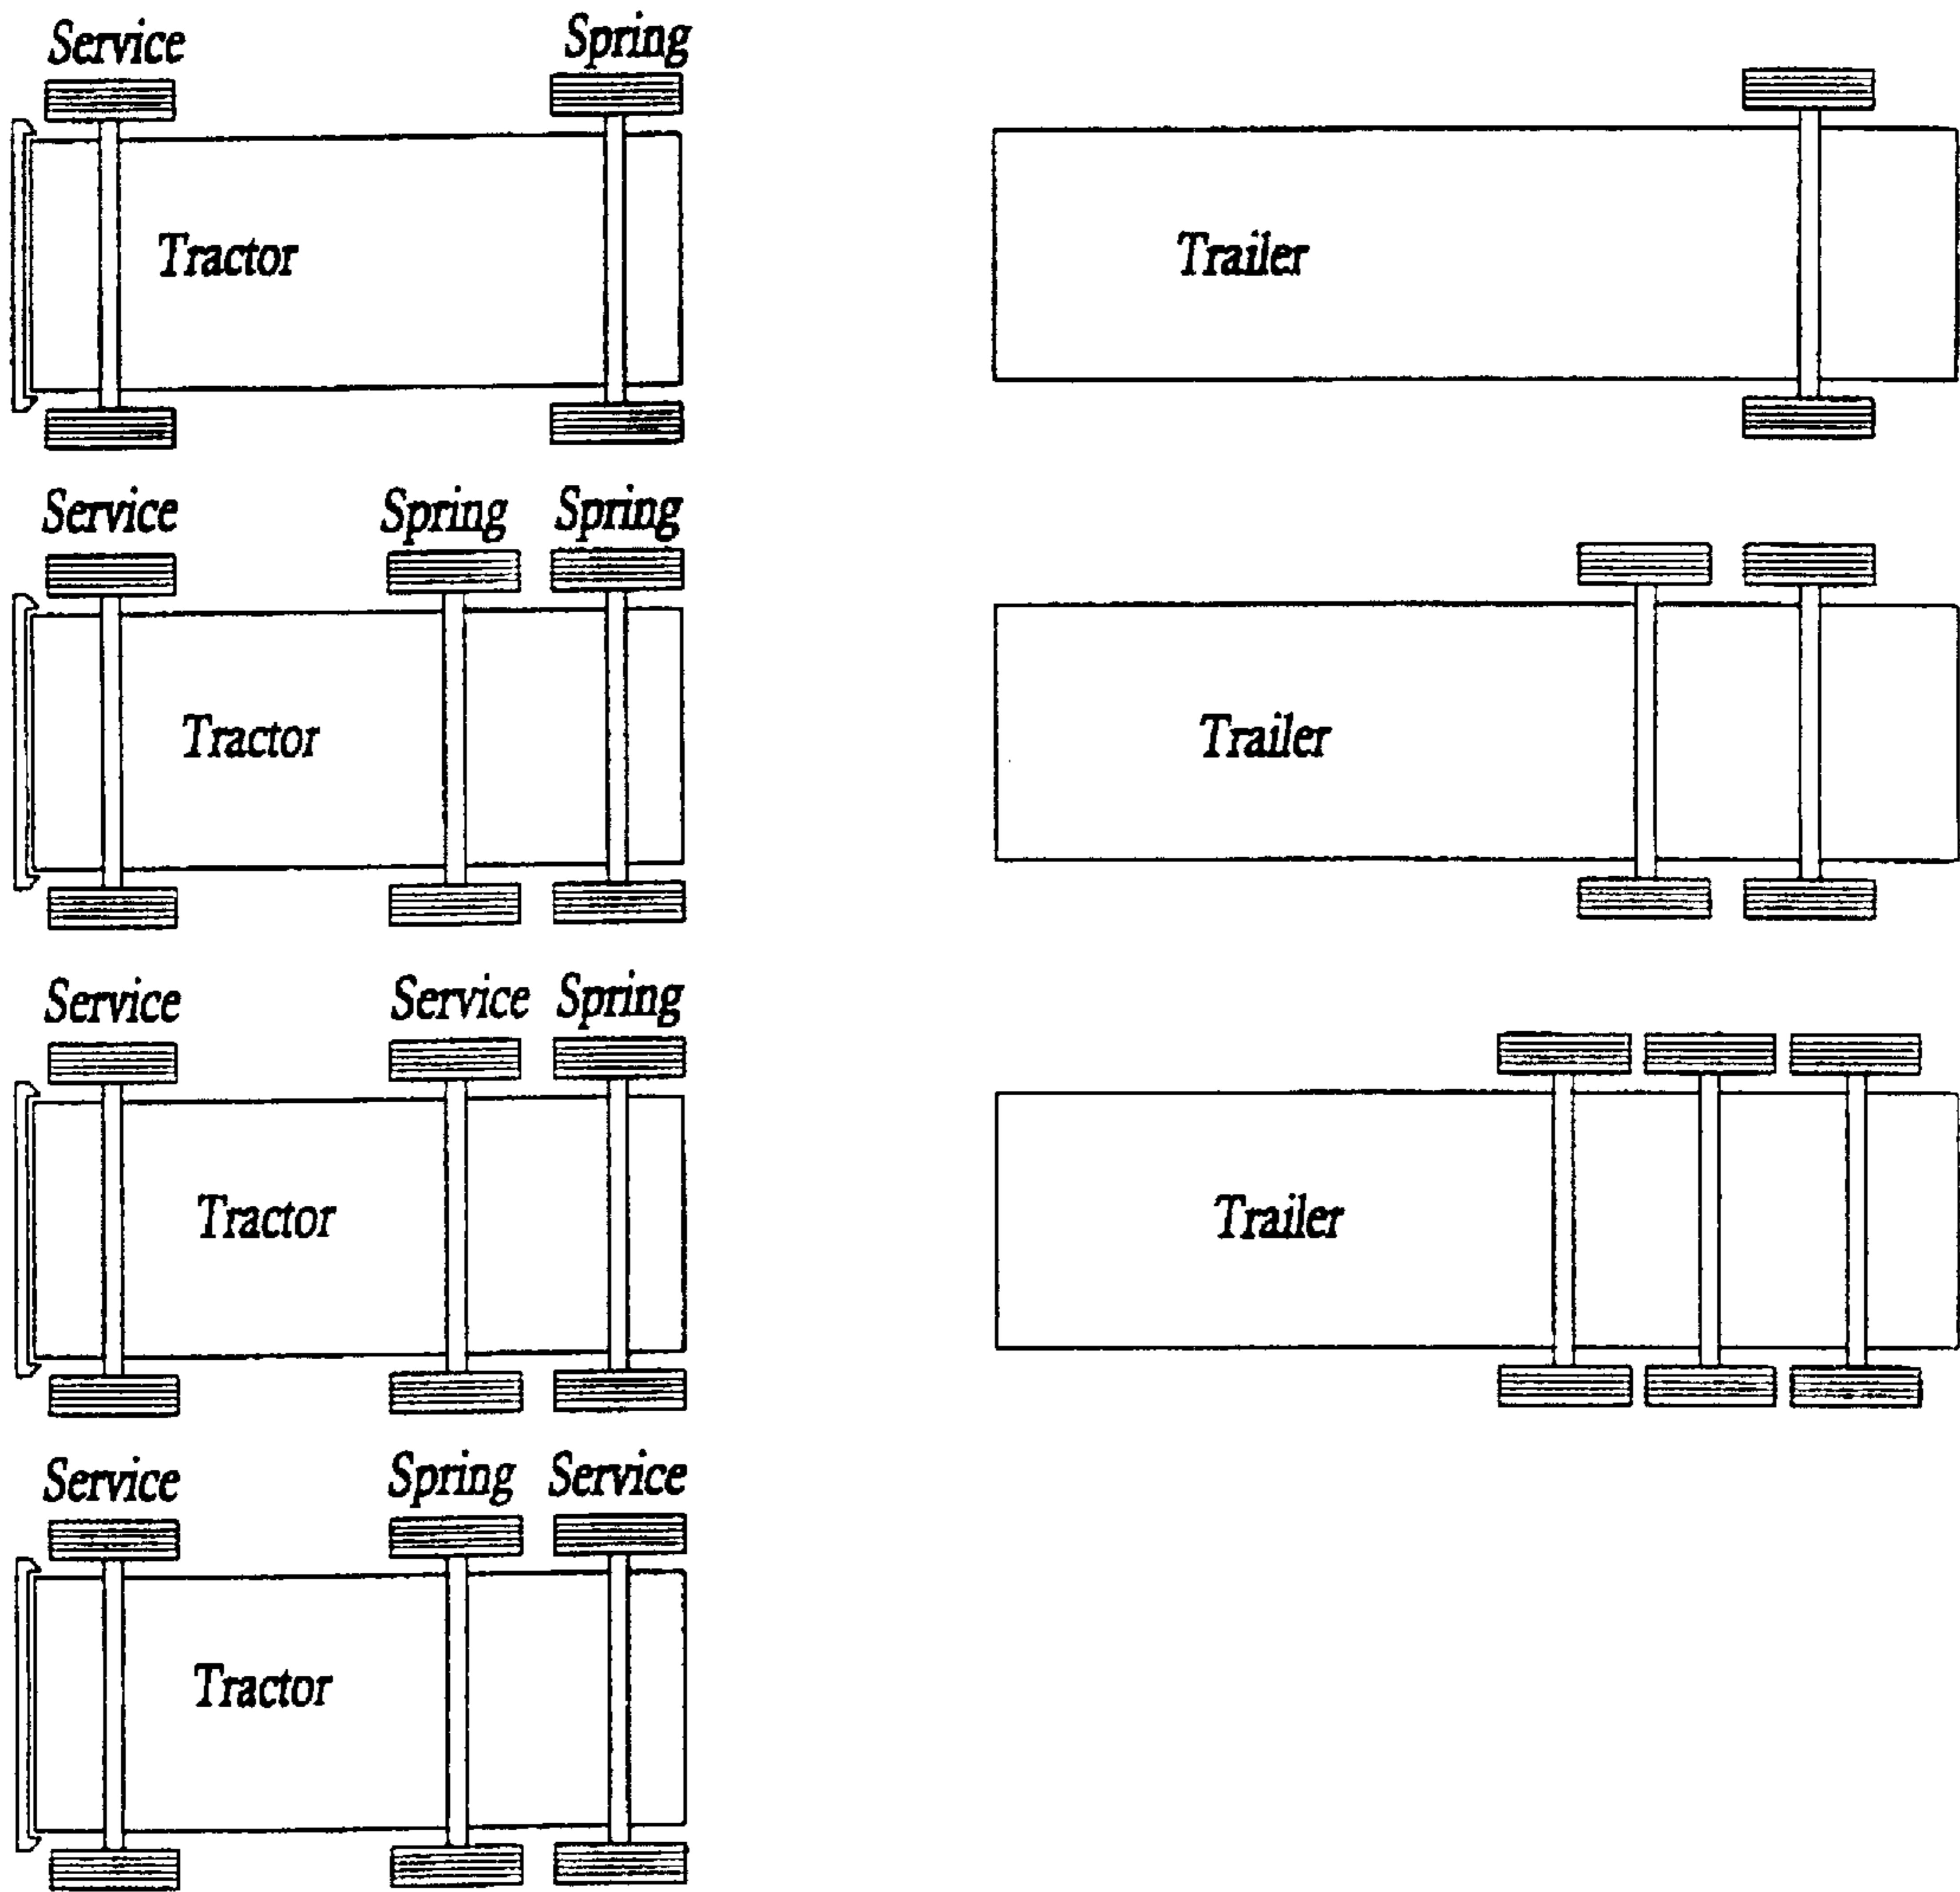 Service Spring
Tractor Trailer
Service Spring Spring
Tractor Trailer
Service Service Spring
Tractor Trailer
Service Spring Service
Tractor